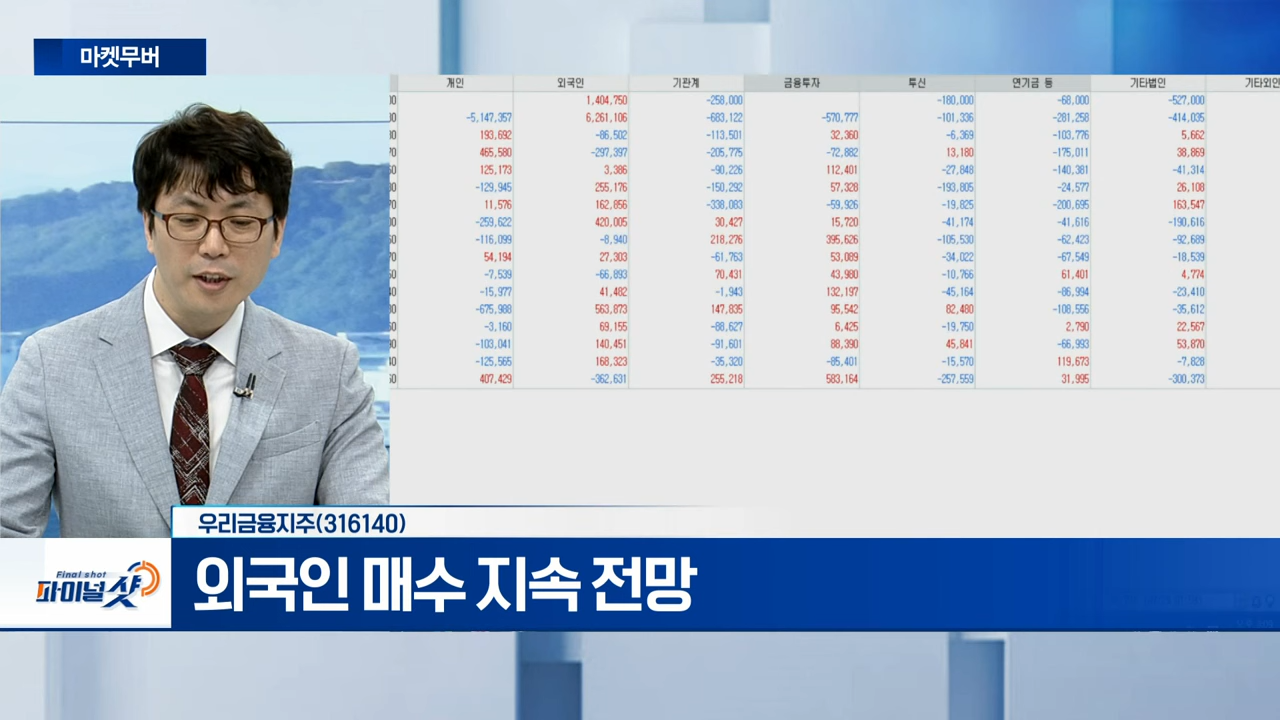 마켓무버
개인 외국인 기관계 금융투자 투신 연기금 등 기타법인 기타외인
1,404,750 -258,000 -180,000 -68,000 -527,000
-5,147,357 6,261,106 -683,122 -570,777 -101,336 -281,258 -414,035
193,692 -86,502 -113,501 32,360 -6,369 -103,776 5,662
465,580 -297,397 -205,775 -72,882 13,180 -175,011 38,869
125,173 3,386 -90,226 112,401 -27,848 -140,381 -41,314
-129,945 255,176 -150,292 57,328 -193,805 -24,577 26,108
11,576 162,856 -338,083 -59,926 -19,825 -200,695 163,547
-259,622 420,005 30,427 15,720 -41,174 -41,616 -190,616
-116,099 -8,940 218,276 395,626 -105,530 -62,423 -92,689
54,194 27,303 -61,763 53,089 -34,022 -67,549 -18,539
-7,539 -66,893 70,431 43,980 -10,766 61,401 4,774
-15,977 41,482 -1,943 132,197 -45,164 -86,994 -23,410
-675,988 563,873 147,835 95,542 82,480 -108,556 -35,612
-3,160 69,155 -88,627 6,425 -19,750 2,790 22,567
-103,041 140,451 -91,601 88,390 45,841 -66,993 53,870
-125,565 168,323 -35,320 -85,401 -15,570 119,673 -7,828
407,429 -362,631 255,218 583,164 -257,559 31,995 -300,373
우리금융지주(316140)
Final shot
파이널샷
외국인 매수 지속 전망